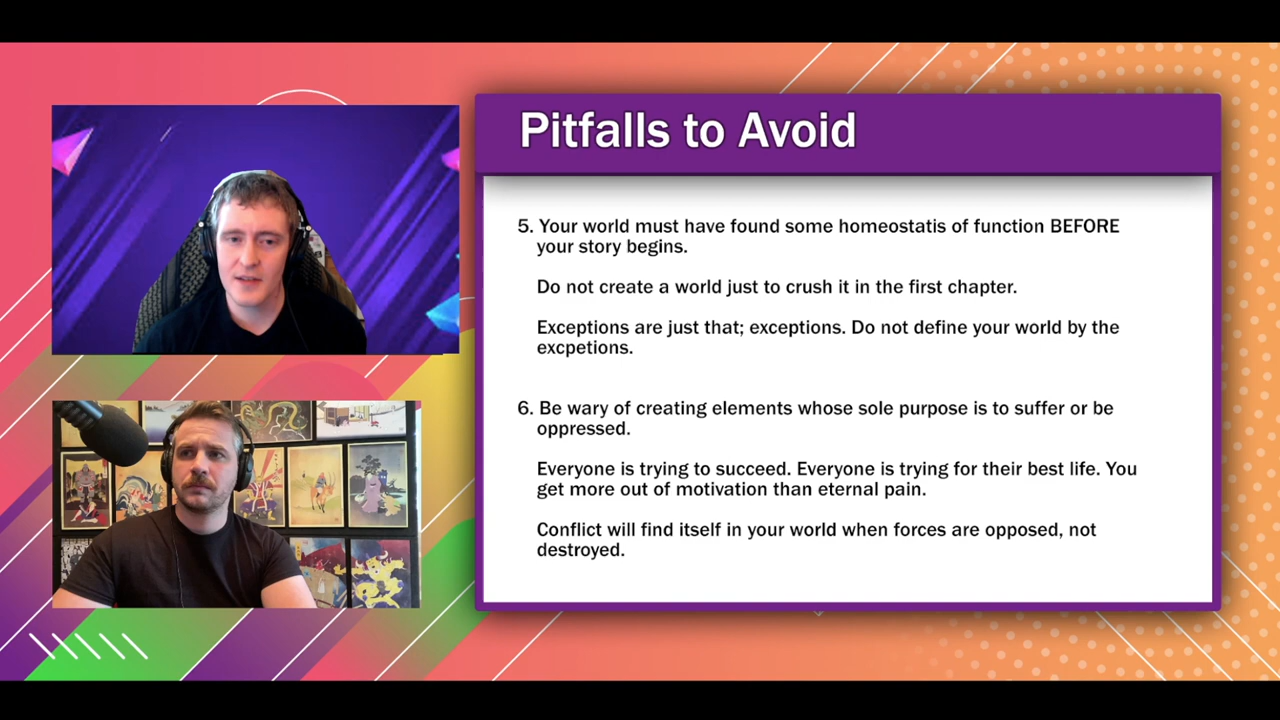 Pitfalls to Avoid
5. Your world must have found some homeostatis of function BEFORE
your story begins.
Do not create a world just to crush it in the first chapter.
Exceptions are just that; exceptions. Do not define your world by the
excpetions.
6. Be wary of creating elements whose sole purpose is to suffer or be
oppressed.
Everyone is trying to succeed. Everyone is trying for their best life. You
get more out of motivation than eternal pain.
Conflict will find itself in your world when forces are opposed, not
destroyed.